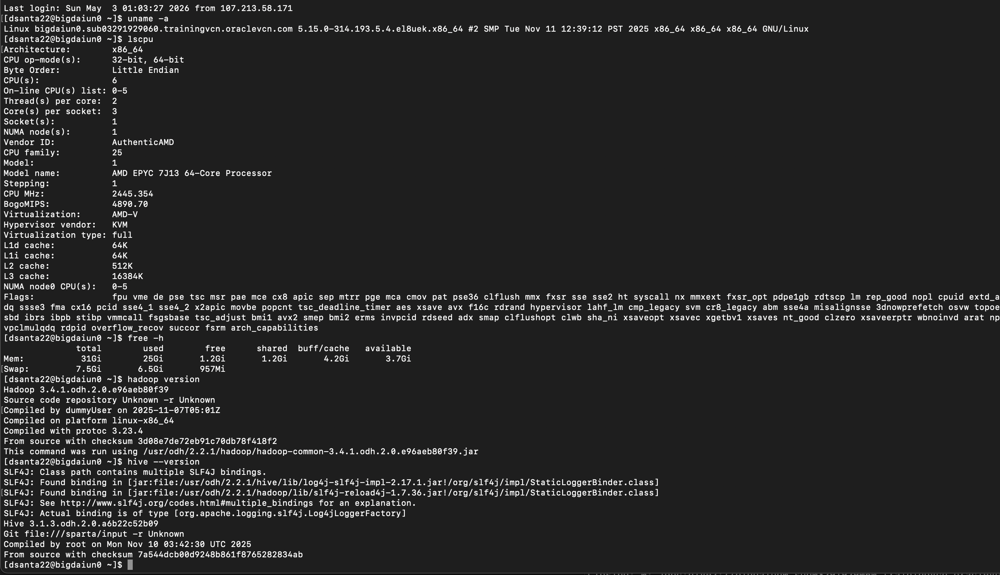 Last login: Sun May  3 01:03:27 2026 from 107.213.58.171
[[dsanta22@bigdaiun0 ~]$ uname -a
Linux bigdaiun0.sub03291929060.trainingvcn.oraclevcn.com 5.15.0-314.193.5.4.el8uek.x86_64 #2 SMP Tue Nov 11 12:39:12 PST 2025 x86_64 x86_64 x86_64 GNU/Linux
[dsanta22@bigdaiun0 ~]$ lscpu
[Architecture:        x86_64
CPU op-mode(s):      32-bit, 64-bit
Byte Order:          Little Endian
CPU(s):              6
On-line CPU(s) list: 0-5
Thread(s) per core:  2
Core(s) per socket:  3
Socket(s):           1
NUMA node(s):        1
Vendor ID:           AuthenticAMD
CPU family:          25
Model:               1
Model name:          AMD EPYC 7J13 64-Core Processor
Stepping:            1
CPU MHz:             2445.354
BogoMIPS:            4890.70
Virtualization:      AMD-V
Hypervisor vendor:   KVM
Virtualization type: full
L1d cache:           64K
L1i cache:           64K
L2 cache:            512K
L3 cache:            16384K
NUMA node0 CPU(s):   0-5
Flags:               fpu vme de pse tsc msr pae mce cx8 apic sep mtrr pge mca cmov pat pse36 clflush mmx fxsr sse sse2 ht syscall nx mmxext fxsr_opt pdpe1gb rdtscp lm rep_good nopl cpuid extd_a
dq ssse3 fma cx16 pcid sse4_1 sse4_2 x2apic movbe popcnt tsc_deadline_timer aes xsave avx f16c rdrand hypervisor lahf_lm cmp_legacy svm cr8_legacy abm sse4a misalignsse 3dnowprefetch osvw topoe
sbd ibrs ibpb stibp vmmcall fsgsbase tsc_adjust bmi1 avx2 smep bmi2 erms invpcid rdseed adx smap clflushopt clwb sha_ni xsaveopt xsavec xgetbv1 xsaves nt_good clzero xsaveerptr wbnoinvd arat np
vpclmulqdq rdpid overflow_recov succor fsrm arch_capabilities
[dsanta22@bigdaiun0 ~]$ free -h
              total        used        free      shared  buff/cache   available
Mem:           31Gi        25Gi       1.2Gi       1.2Gi       4.2Gi       3.7Gi
[Swap:         7.5Gi       6.5Gi       957Mi
[dsanta22@bigdaiun0 ~]$ hadoop version
Hadoop 3.4.1.odh.2.0.e96aeb80f39
Source code repository Unknown -r Unknown
[Compiled by dummyUser on 2025-11-07T05:01Z
Compiled on platform linux-x86_64
Compiled with protoc 3.23.4
From source with checksum 3d08e7de72eb91c70db78f418f2
This command was run using /usr/odh/2.2.1/hadoop/hadoop-common-3.4.1.odh.2.0.e96aeb80f39.jar
[dsanta22@bigdaiun0 ~]$ hive --version
SLF4J: Class path contains multiple SLF4J bindings.
SLF4J: Found binding in [jar:file:/usr/odh/2.2.1/hive/lib/log4j-slf4j-impl-2.17.1.jar!/org/slf4j/impl/StaticLoggerBinder.class]
[SLF4J: Found binding in [jar:file:/usr/odh/2.2.1/hadoop/lib/slf4j-reload4j-1.7.36.jar!/org/slf4j/impl/StaticLoggerBinder.class]
SLF4J: See http://www.slf4j.org/codes.html#multiple_bindings for an explanation.
SLF4J: Actual binding is of type [org.apache.logging.slf4j.Log4jLoggerFactory]
Hive 3.1.3.odh.2.0.a6b22c52b09
Git file:///sparta/input -r Unknown
Compiled by root on Mon Nov 10 03:42:30 UTC 2025
From source with checksum 7a544dcb00d9248b861f8765282834ab
[dsanta22@bigdaiun0 ~]$